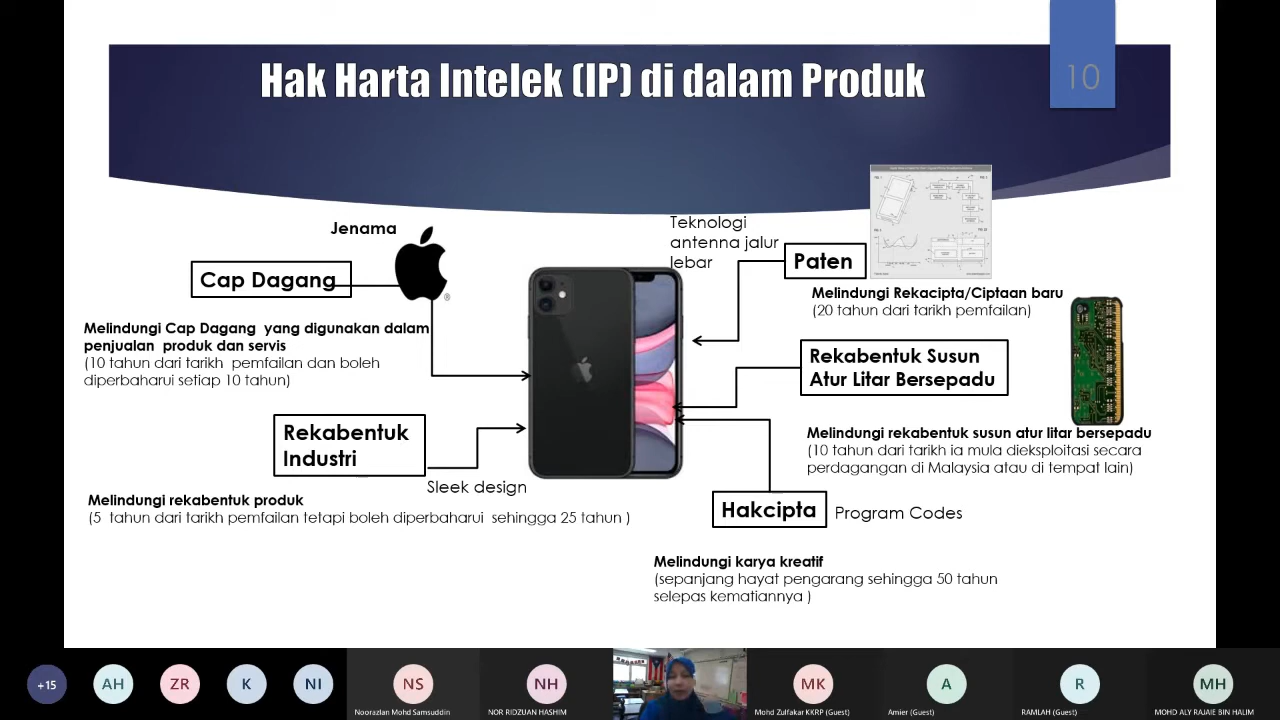 Hak Harta Intelek (IP) di dalam Produk
10
Jenama
Cap Dagang
®
Melindungi Cap Dagang yang digunakan dalam
penjualan produk dan servis
(10 tahun dari tarikh pemfailan dan boleh
diperbaharui setiap 10 tahun)
Rekabentuk
Industri
Sleek design
Melindungi rekabentuk produk
(5 tahun dari tarikh pemfailan tetapi boleh diperbaharui sehingga 25 tahun )
Teknologi
antenna jalur
lebar
Paten
Melindungi Rekacipta/Ciptaan baru
(20 tahun dari tarikh pemfailan)
Rekabentuk Susun
Atur Litar Bersepadu
Melindungi rekabentuk susun atur litar bersepadu
(10 tahun dari tarikh ia mula dieksploitasi secara
perdagangan di Malaysia atau di tempat lain)
Hakcipta
Program Codes
Melindungi karya kreatif
(sepanjang hayat pengarang sehingga 50 tahun
selepas kematiannya )
+15
AH
ZR
K
NI
NS
NH
MK
A
R
MH
Noorazlan Mohd Samsuddin
NOR RIDZUAN HASHIM
Mohd Zulfakar KKRP (Guest)
Amier (Guest)
RAMLAH (Guest)
MOHD ALY RAJAIE BIN HALIM